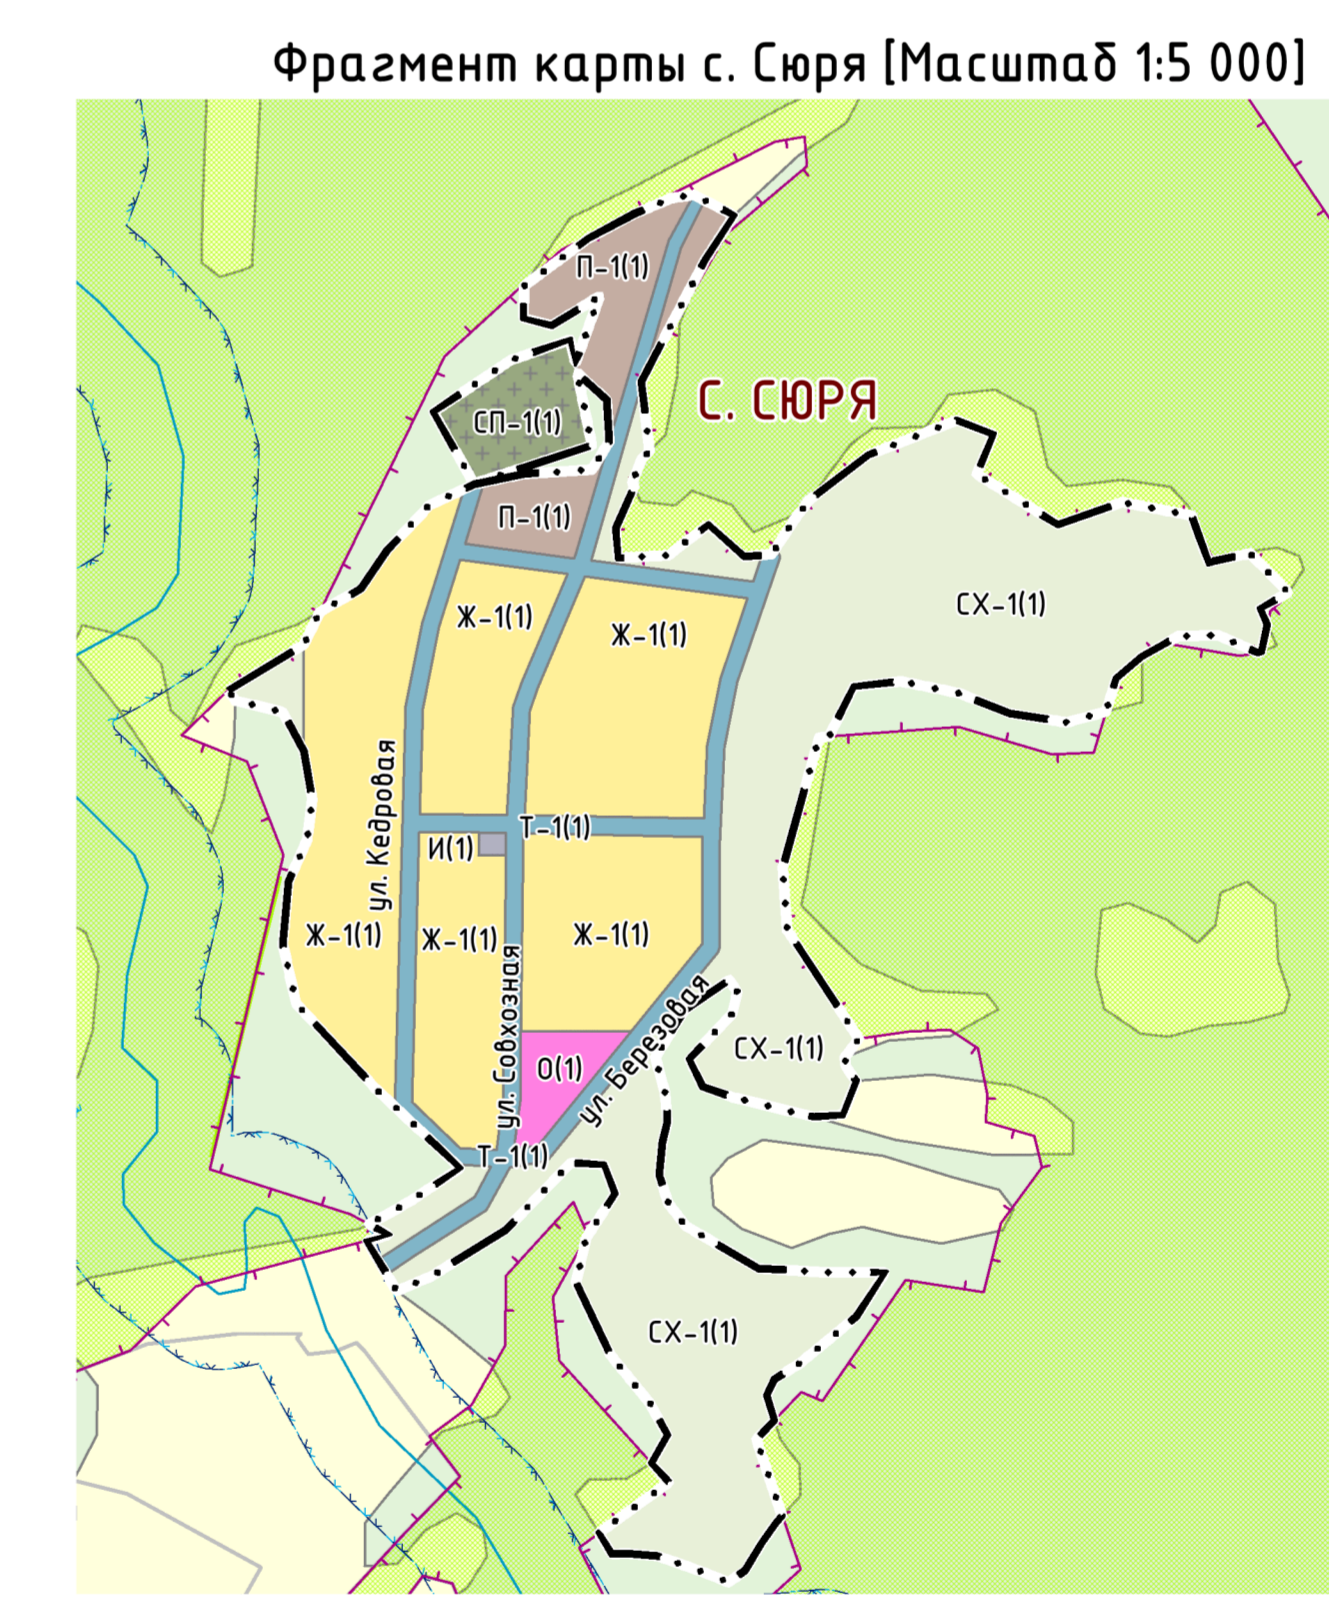 Фрагмент карты с. Сюря [Масштаб 1:5 000]
П-1(1)
С. СЮРЯ
СП-1(1)
П-1(1)
СХ-1(1)
Ж-1(1)
Ж-1(1)
ул. Кедровая
Т-1(1)
И(1)
Ж-1(1)
Ж-1(1)
Ж-1(1)
ул. Совхозная
ул. Березовая
СХ-1(1)
О(1)
Т-1(1)
СХ-1(1)